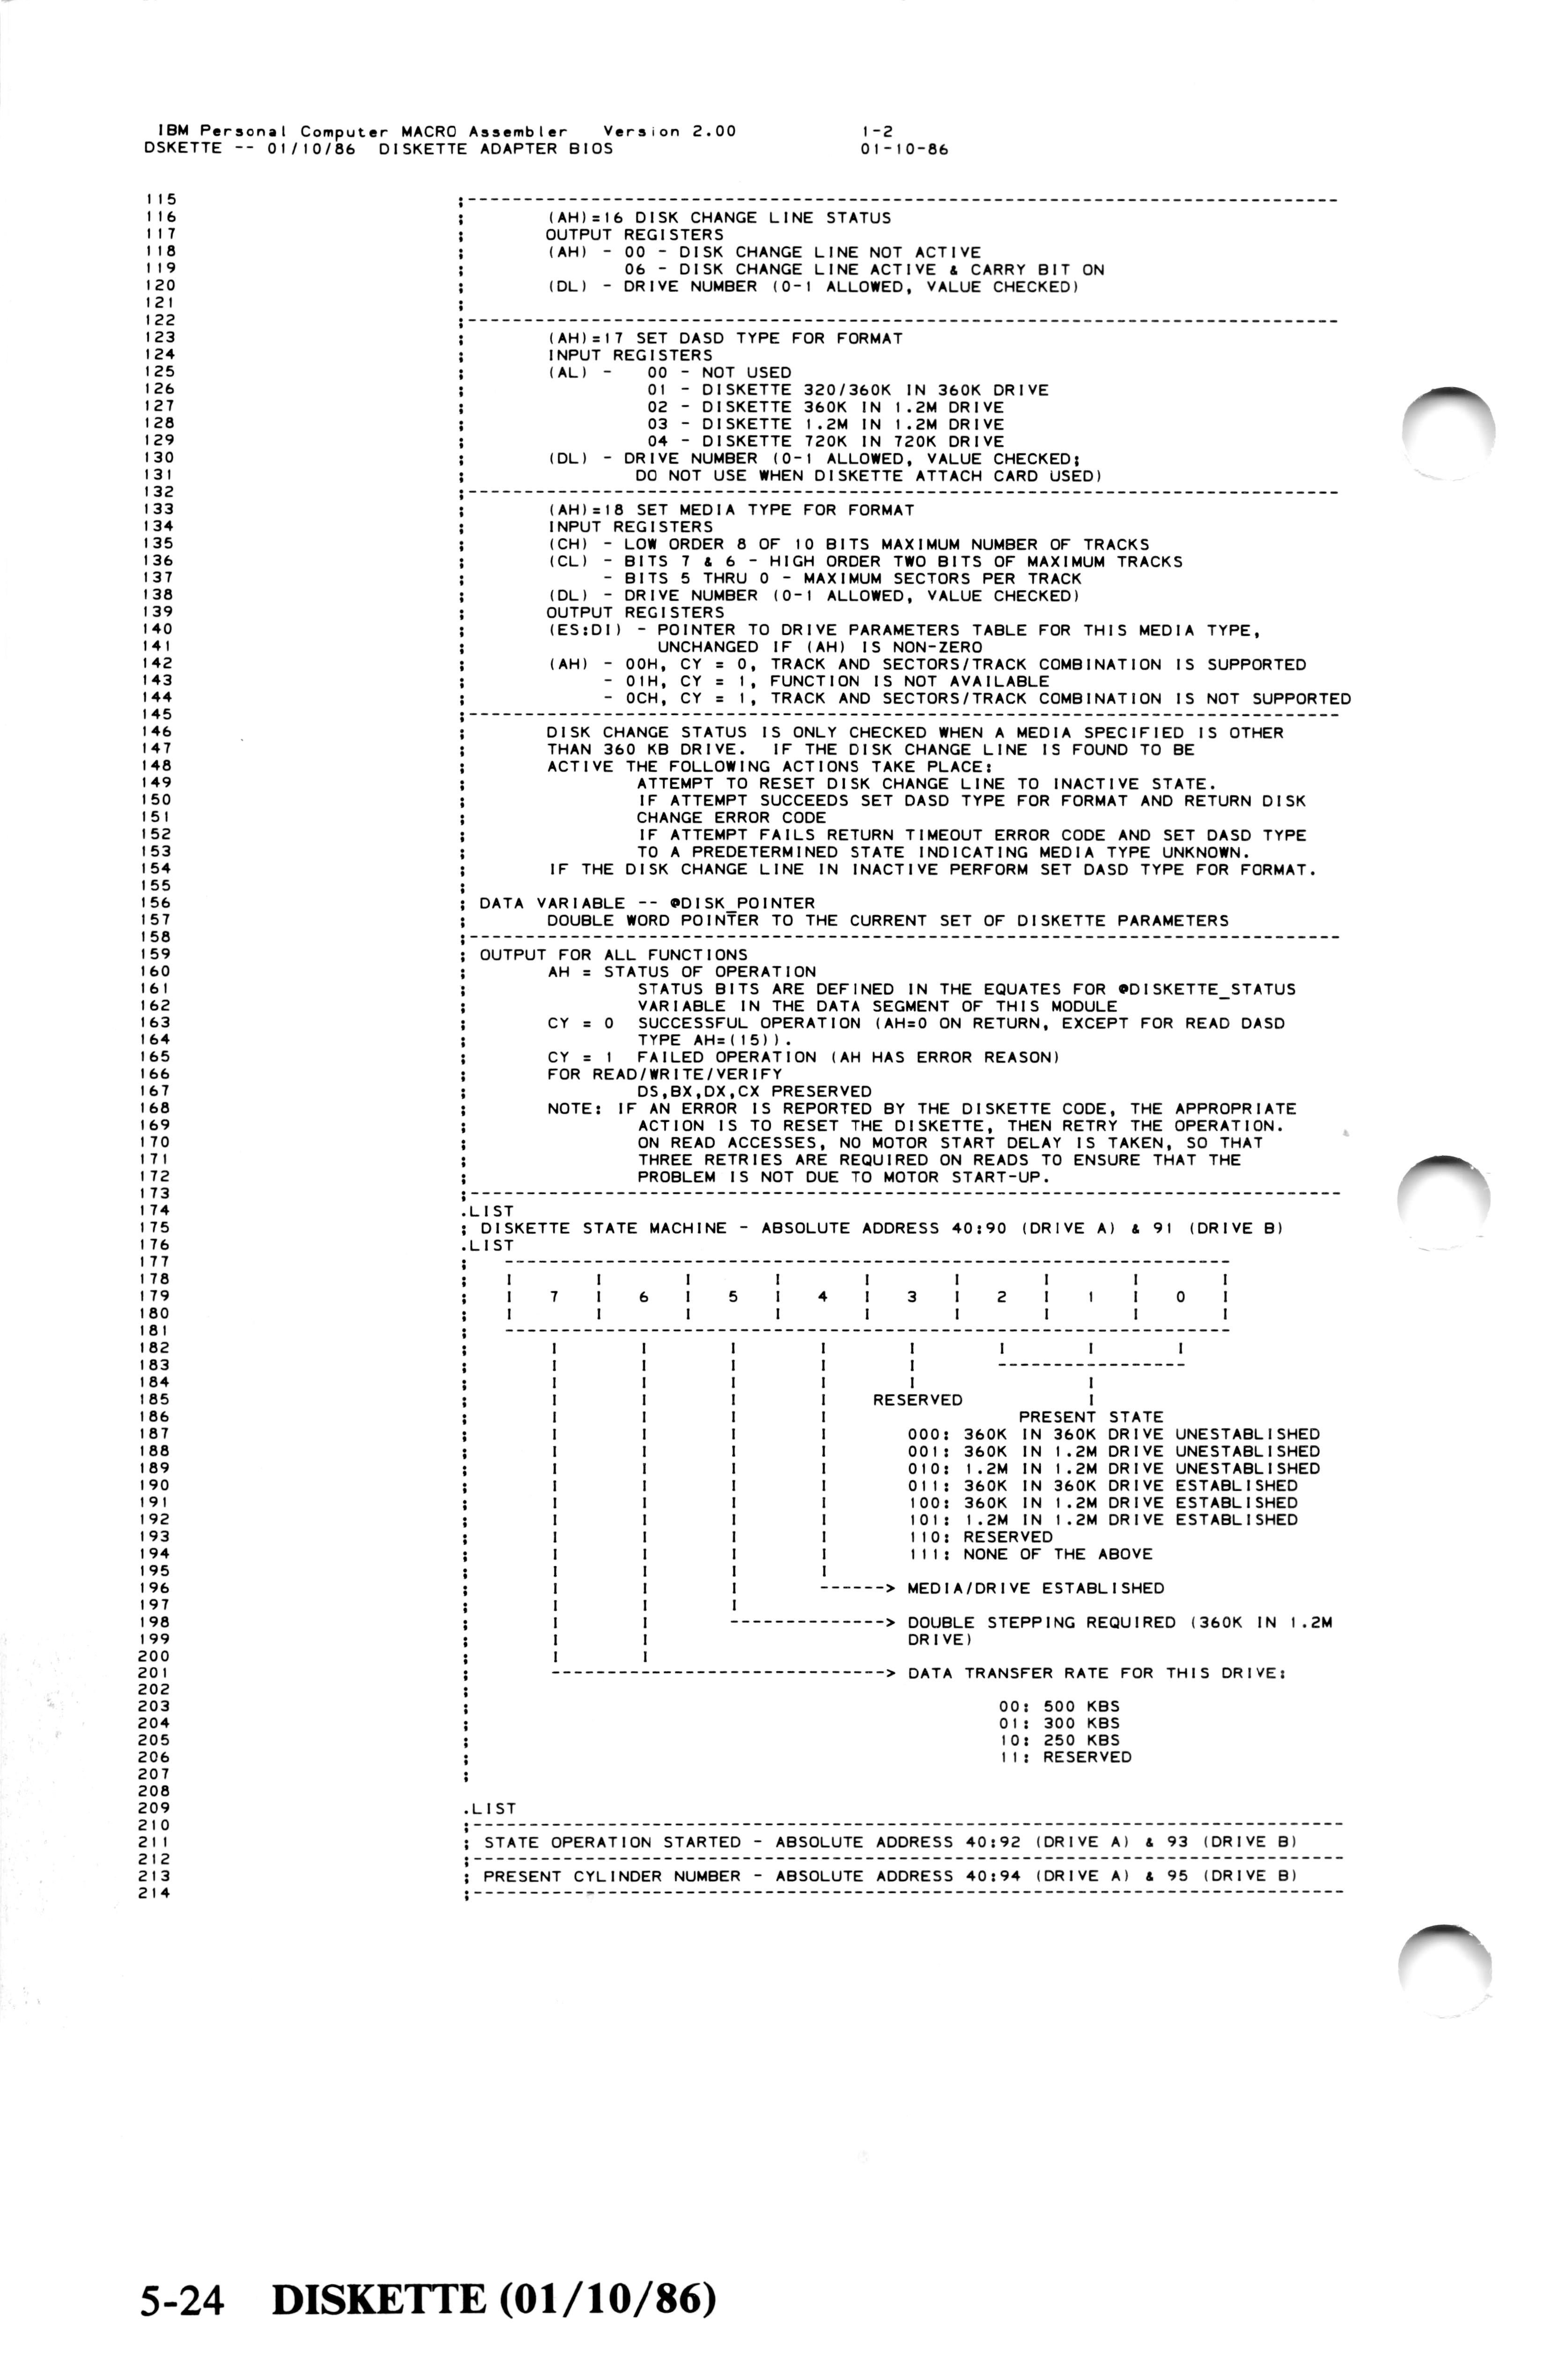 IBM Personal Computer MACRO Assembler   Version 2.00              1-2
DSKETTE -- 01/10/86  DISKETTE ADAPTER BIOS                        01-10-86
115  ;-----------------------------------------------------------------------------
116  ;       (AH)=16 DISK CHANGE LINE STATUS
117  ;       OUTPUT REGISTERS
118  ;       (AH) - 00 - DISK CHANGE LINE NOT ACTIVE
119  ;              06 - DISK CHANGE LINE ACTIVE & CARRY BIT ON
120  ;       (DL) - DRIVE NUMBER (0-1 ALLOWED, VALUE CHECKED)
121  ;
122  ;-----------------------------------------------------------------------------
123  ;       (AH)=17 SET DASD TYPE FOR FORMAT
124  ;       INPUT REGISTERS
125  ;       (AL) -   00 - NOT USED
126  ;                01 - DISKETTE 320/360K IN 360K DRIVE
127  ;                02 - DISKETTE 360K IN 1.2M DRIVE
128  ;                03 - DISKETTE 1.2M IN 1.2M DRIVE
129  ;                04 - DISKETTE 720K IN 720K DRIVE
130  ;       (DL) - DRIVE NUMBER (0-1 ALLOWED, VALUE CHECKED;
131  ;               DO NOT USE WHEN DISKETTE ATTACH CARD USED)
132  ;-----------------------------------------------------------------------------
133  ;       (AH)=18 SET MEDIA TYPE FOR FORMAT
134  ;       INPUT REGISTERS
135  ;       (CH) - LOW ORDER 8 OF 10 BITS MAXIMUM NUMBER OF TRACKS
136  ;       (CL) - BITS 7 & 6 - HIGH ORDER TWO BITS OF MAXIMUM TRACKS
137  ;            - BITS 5 THRU 0 - MAXIMUM SECTORS PER TRACK
138  ;       (DL) - DRIVE NUMBER (0-1 ALLOWED, VALUE CHECKED)
139  ;       OUTPUT REGISTERS
140  ;       (ES:DI) - POINTER TO DRIVE PARAMETERS TABLE FOR THIS MEDIA TYPE,
141  ;                 UNCHANGED IF (AH) IS NON-ZERO
142  ;       (AH) - 00H, CY = 0, TRACK AND SECTORS/TRACK COMBINATION IS SUPPORTED
143  ;            - 01H, CY = 1, FUNCTION IS NOT AVAILABLE
144  ;            - 0CH, CY = 1, TRACK AND SECTORS/TRACK COMBINATION IS NOT SUPPORTED
145  ;-----------------------------------------------------------------------------
146  ;       DISK CHANGE STATUS IS ONLY CHECKED WHEN A MEDIA SPECIFIED IS OTHER
147  ;       THAN 360 KB DRIVE.  IF THE DISK CHANGE LINE IS FOUND TO BE
148  ;       ACTIVE THE FOLLOWING ACTIONS TAKE PLACE:
149  ;               ATTEMPT TO RESET DISK CHANGE LINE TO INACTIVE STATE.
150  ;               IF ATTEMPT SUCCEEDS SET DASD TYPE FOR FORMAT AND RETURN DISK
151  ;               CHANGE ERROR CODE
152  ;               IF ATTEMPT FAILS RETURN TIMEOUT ERROR CODE AND SET DASD TYPE
153  ;               TO A PREDETERMINED STATE INDICATING MEDIA TYPE UNKNOWN.
154  ;       IF THE DISK CHANGE LINE IN INACTIVE PERFORM SET DASD TYPE FOR FORMAT.
155  ;
156  ; DATA VARIABLE -- @DISK_POINTER
157  ;       DOUBLE WORD POINTER TO THE CURRENT SET OF DISKETTE PARAMETERS
158  ;-----------------------------------------------------------------------------
159  ; OUTPUT FOR ALL FUNCTIONS
160  ;       AH = STATUS OF OPERATION
161  ;               STATUS BITS ARE DEFINED IN THE EQUATES FOR @DISKETTE_STATUS
162  ;               VARIABLE IN THE DATA SEGMENT OF THIS MODULE
163  ;       CY = 0  SUCCESSFUL OPERATION (AH=0 ON RETURN, EXCEPT FOR READ DASD
164  ;               TYPE AH=(15)).
165  ;       CY = 1  FAILED OPERATION (AH HAS ERROR REASON)
166  ;       FOR READ/WRITE/VERIFY
167  ;               DS,BX,DX,CX PRESERVED
168  ;       NOTE: IF AN ERROR IS REPORTED BY THE DISKETTE CODE, THE APPROPRIATE
169  ;               ACTION IS TO RESET THE DISKETTE, THEN RETRY THE OPERATION.
170  ;               ON READ ACCESSES, NO MOTOR START DELAY IS TAKEN, SO THAT
171  ;               THREE RETRIES ARE REQUIRED ON READS TO ENSURE THAT THE
172  ;               PROBLEM IS NOT DUE TO MOTOR START-UP.
173  ;-----------------------------------------------------------------------------
174  .LIST
175  ; DISKETTE STATE MACHINE - ABSOLUTE ADDRESS 40:90 (DRIVE A) & 91 (DRIVE B)
176  .LIST
177  ;   -----------------------------------------------------------------
178  ;   I       I       I       I       I       I       I       I       I
179  ;   I   7   I   6   I   5   I   4   I   3   I   2   I   1   I   0   I
180  ;   I       I       I       I       I       I       I       I       I
181  ;   -----------------------------------------------------------------
182  ;       I       I       I       I       I       I       I       I
183  ;       I       I       I       I       I       -----------------
184  ;       I       I       I       I       I               I
185  ;       I       I       I       I    RESERVED           I
186  ;       I       I       I       I                 PRESENT STATE
187  ;       I       I       I       I       000: 360K IN 360K DRIVE UNESTABLISHED
188  ;       I       I       I       I       001: 360K IN 1.2M DRIVE UNESTABLISHED
189  ;       I       I       I       I       010: 1.2M IN 1.2M DRIVE UNESTABLISHED
190  ;       I       I       I       I       011: 360K IN 360K DRIVE ESTABLISHED
191  ;       I       I       I       I       100: 360K IN 1.2M DRIVE ESTABLISHED
192  ;       I       I       I       I       101: 1.2M IN 1.2M DRIVE ESTABLISHED
193  ;       I       I       I       I       110: RESERVED
194  ;       I       I       I       I       111: NONE OF THE ABOVE
195  ;       I       I       I       I
196  ;       I       I       I       ------> MEDIA/DRIVE ESTABLISHED
197  ;       I       I       I
198  ;       I       I       --------------> DOUBLE STEPPING REQUIRED (360K IN 1.2M
199  ;       I       I                       DRIVE)
200  ;       I       I
201  ;       ------------------------------> DATA TRANSFER RATE FOR THIS DRIVE:
202  ;
203  ;                                               00: 500 KBS
204  ;                                               01: 300 KBS
205  ;                                               10: 250 KBS
206  ;                                               11: RESERVED
207  ;
208
209  .LIST
210  ;-----------------------------------------------------------------------------
211  ; STATE OPERATION STARTED - ABSOLUTE ADDRESS 40:92 (DRIVE A) & 93 (DRIVE B)
212  ;-----------------------------------------------------------------------------
213  ; PRESENT CYLINDER NUMBER - ABSOLUTE ADDRESS 40:94 (DRIVE A) & 95 (DRIVE B)
214  ;-----------------------------------------------------------------------------
5-24   DISKETTE (01/10/86)